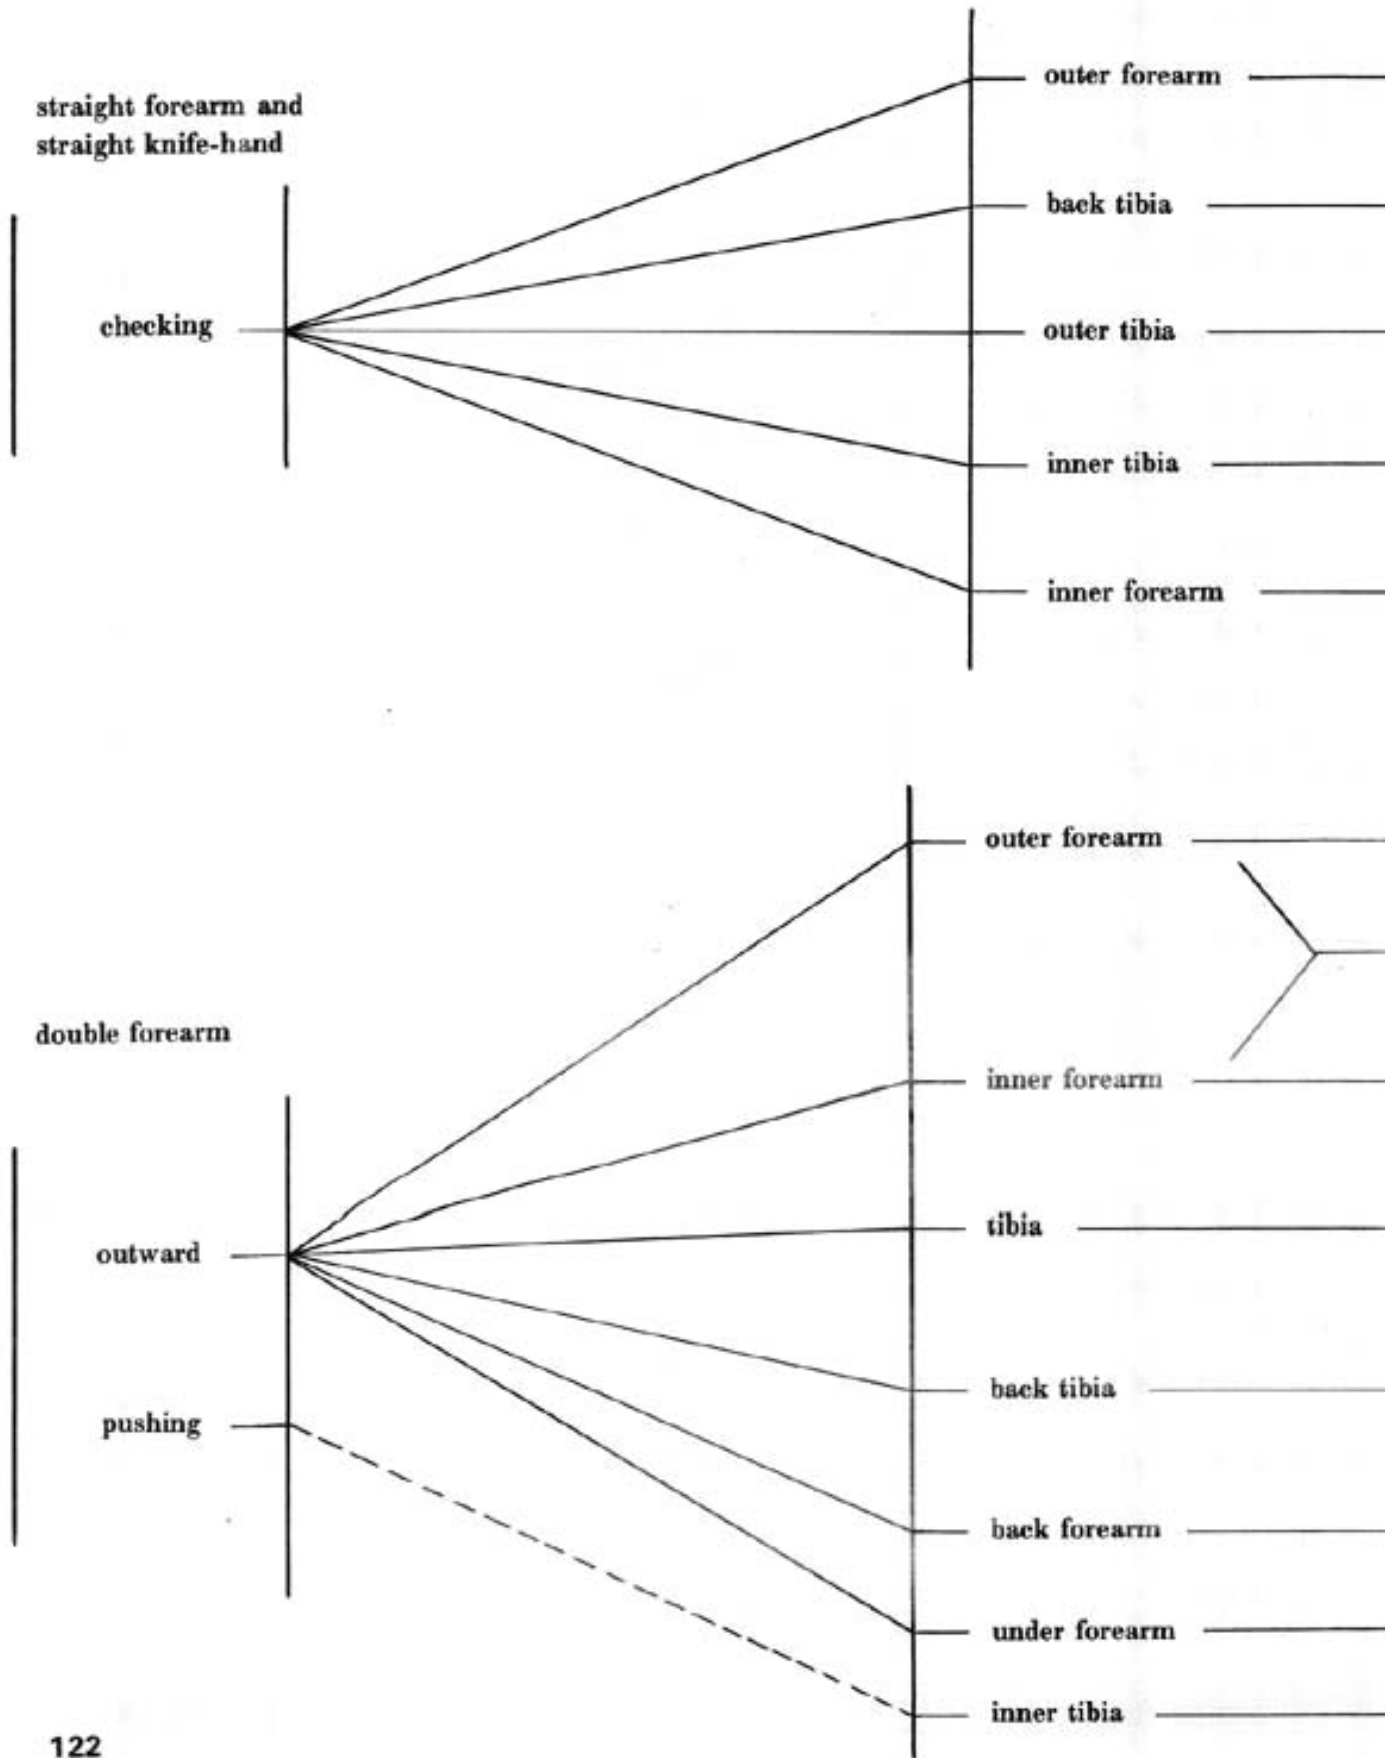 straight forearm and
straight knife-hand
checking
outer forearm
back tibia
outer tibia
inner tibia
inner forearm
double forearm
outward
pushing
outer forearm
inner forearm
tibia
back tibia
back forearm
under forearm
inner tibia
122